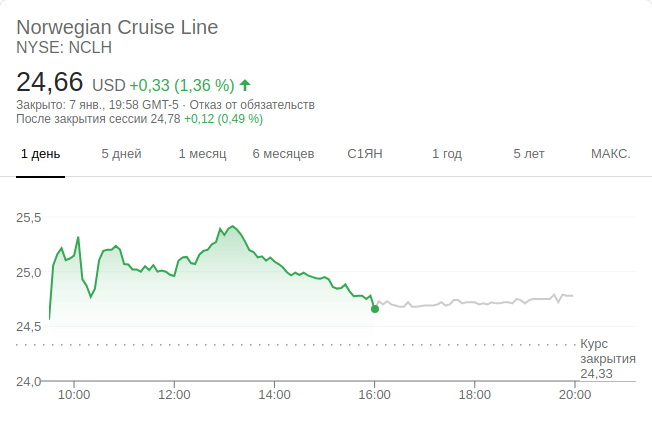 Norwegian Cruise Line
NYSE: NCLH
24,66 USD +0,33 (1,36 %)
Закрыто: 7 янв., 19:58 GMT-5 · Отказ от обязательств
После закрытия сессии 24,78 +0,12 (0,49 %)
1 день 5 дней 1 месяц 6 месяцев С1ЯН 1 год 5 лет МАКС.
25,5
25,0
24,5
Курс
закрытия
24,33
24,0
10:00 12:00 14:00 16:00 18:00 20:00